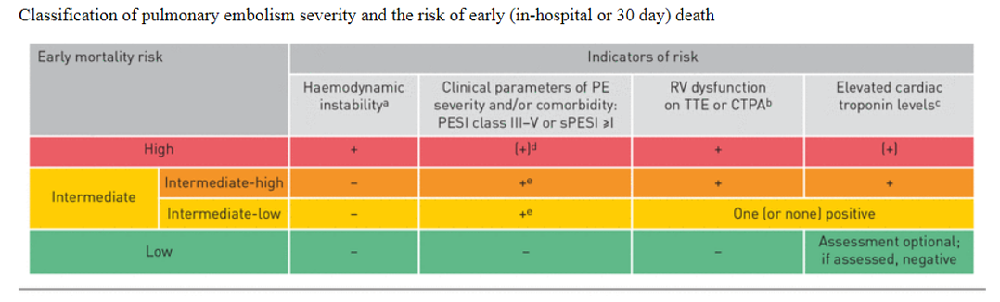 Classification of pulmonary embolism severity and the risk of early (in-hospital or 30 day) death
Early mortality risk
Indicators of risk
Haemodynamic
instabilityᵃ
Clinical parameters of PE
severity and/or comorbidity:
PESI class III–V or sPESI ⩾I
RV dysfunction
on TTE or CTPAᵇ
Elevated cardiac
troponin levelsᶜ
High
+
(+)ᵈ
+
(+)
Intermediate
Intermediate-high
–
+ᵉ
+
+
Intermediate-low
–
+ᵉ
One (or none) positive
Low
–
–
–
Assessment optional;
if assessed, negative